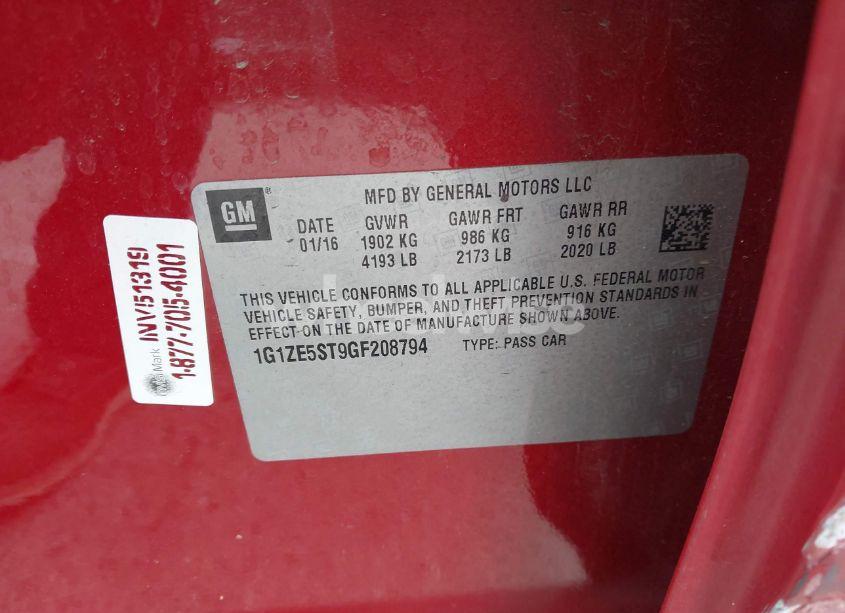 GM®
MFD BY GENERAL MOTORS LLC
DATE GVWR GAWR FRT GAWR RR
01/16 1902 KG 986 KG 916 KG
4193 LB 2173 LB 2020 LB
THIS VEHICLE CONFORMS TO ALL APPLICABLE U.S. FEDERAL MOTOR
VEHICLE SAFETY, BUMPER, AND THEFT PREVENTION STANDARDS IN
EFFECT ON THE DATE OF MANUFACTURE SHOWN ABOVE.
1G1ZE5ST9GF208794 TYPE: PASS CAR
INV51319
1-877-705-4001
Mark